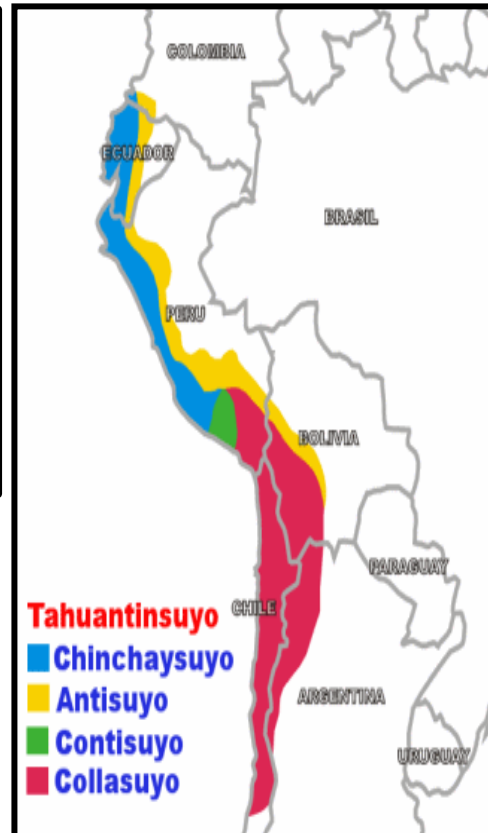 COLOMBIA
ECUADOR
BRASIL
PERU
BOLIVIA
PARAGUAY
CHILE
ARGENTINA
URUGUAY
Tahuantinsuyo
Chinchaysuyo
Antisuyo
Contisuyo
Collasuyo